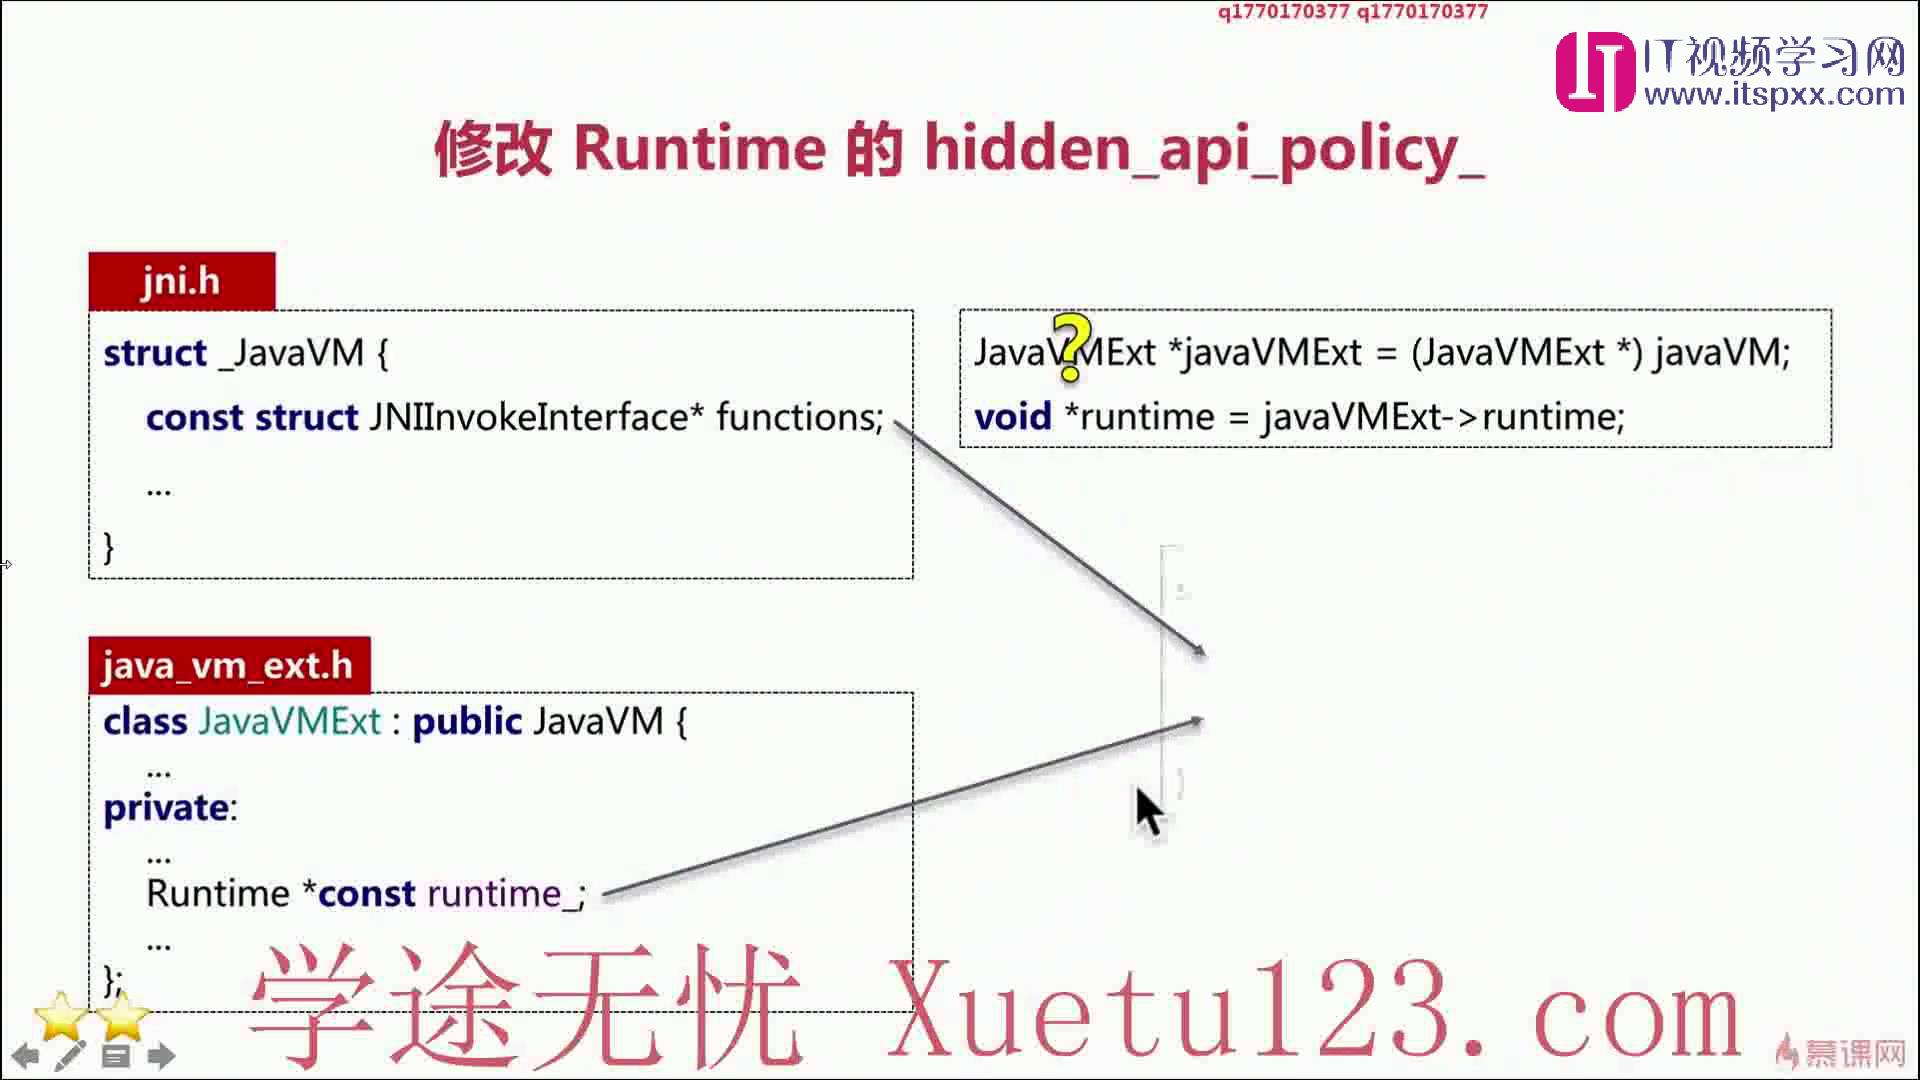 q1770170377 q1770170377
IT视频学习网
www.itspxx.com
修改 Runtime 的 hidden_api_policy_
jni.h
struct _JavaVM {
const struct JNIInvokeInterface* functions;
...
}
JavaVMExt *javaVMExt = (JavaVMExt *) javaVM;
void *runtime = javaVMExt->runtime;
?
java_vm_ext.h
class JavaVMExt : public JavaVM {
...
private:
...
Runtime *const runtime_;
...
};
学途无忧 Xuetu123.com
慕课网